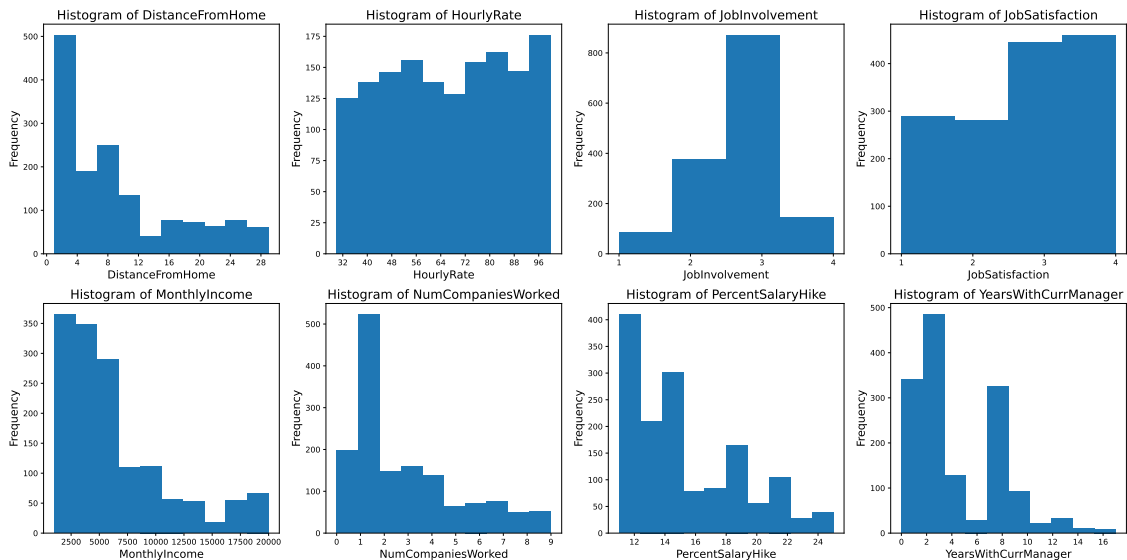 Histogram of DistanceFromHome
Frequency
500
400
300
200
100
0
0 4 8 12 16 20 24 28
DistanceFromHome
Histogram of HourlyRate
Frequency
175
150
125
100
75
50
25
0
32 40 48 56 64 72 80 88 96
HourlyRate
Histogram of JobInvolvement
Frequency
800
600
400
200
0
1 2 3 4
JobInvolvement
Histogram of JobSatisfaction
Frequency
400
300
200
100
0
1 2 3 4
JobSatisfaction
Histogram of MonthlyIncome
Frequency
350
300
250
200
150
100
50
0
2500 5000 7500 10000 12500 15000 17500 20000
MonthlyIncome
Histogram of NumCompaniesWorked
Frequency
500
400
300
200
100
0
0 1 2 3 4 5 6 7 8 9
NumCompaniesWorked
Histogram of PercentSalaryHike
Frequency
400
350
300
250
200
150
100
50
0
12 14 16 18 20 22 24
PercentSalaryHike
Histogram of YearsWithCurrManager
Frequency
500
400
300
200
100
0
0 2 4 6 8 10 12 14 16
YearsWithCurrManager